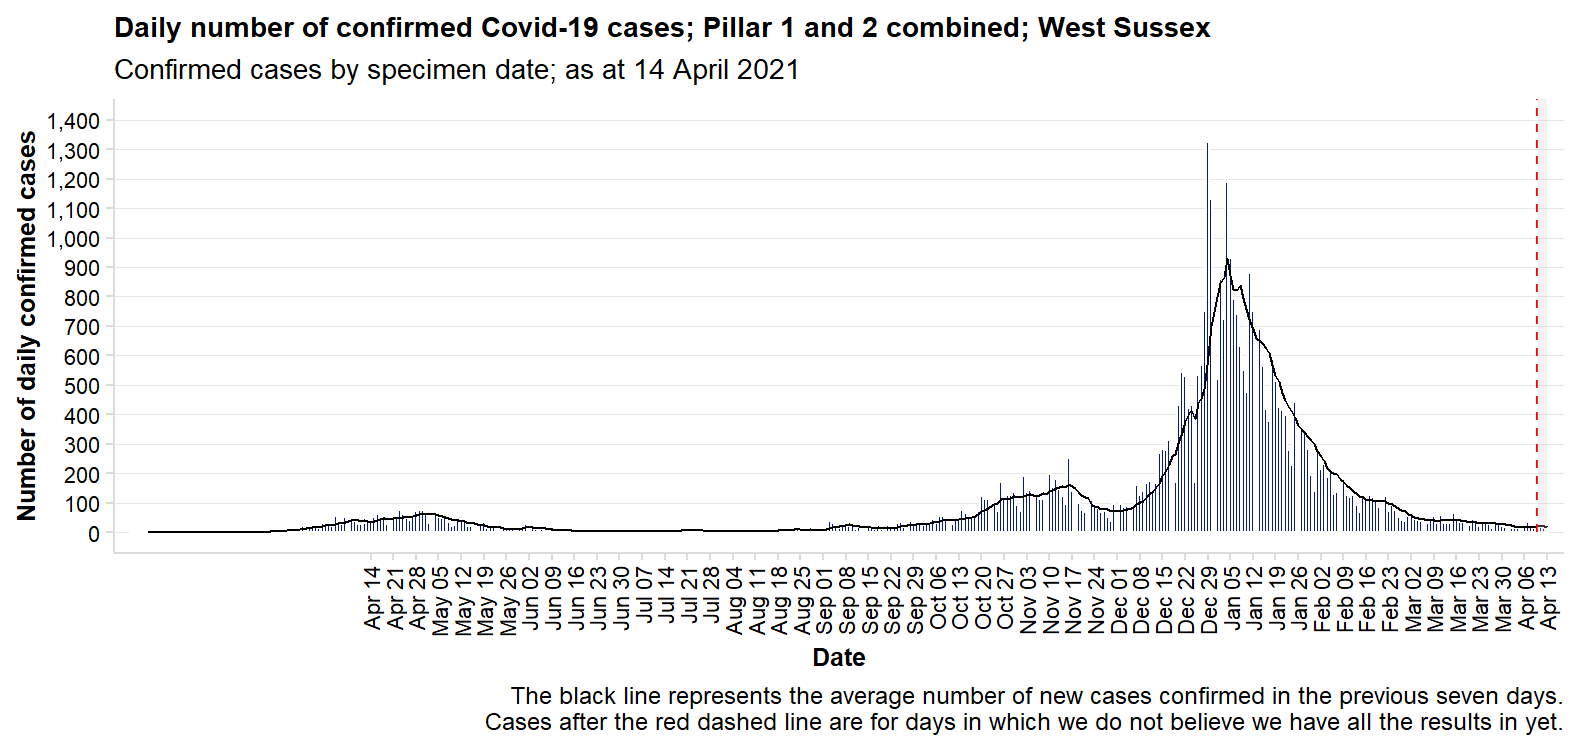 Daily number of confirmed Covid-19 cases; Pillar 1 and 2 combined; West Sussex
Confirmed cases by specimen date; as at 14 April 2021
Number of daily confirmed cases
1,400
1,300
1,200
1,100
1,000
900
800
700
600
500
400
300
200
100
0
Apr 14
Apr 21
Apr 28
May 05
May 12
May 19
May 26
Jun 02
Jun 09
Jun 16
Jun 23
Jun 30
Jul 07
Jul 14
Jul 21
Jul 28
Aug 04
Aug 11
Aug 18
Aug 25
Sep 01
Sep 08
Sep 15
Sep 22
Sep 29
Oct 06
Oct 13
Oct 20
Oct 27
Nov 03
Nov 10
Nov 17
Nov 24
Dec 01
Dec 08
Dec 15
Dec 22
Dec 29
Jan 05
Jan 12
Jan 19
Jan 26
Feb 02
Feb 09
Feb 16
Feb 23
Mar 02
Mar 09
Mar 16
Mar 23
Mar 30
Apr 06
Apr 13
Date
The black line represents the average number of new cases confirmed in the previous seven days.
Cases after the red dashed line are for days in which we do not believe we have all the results in yet.